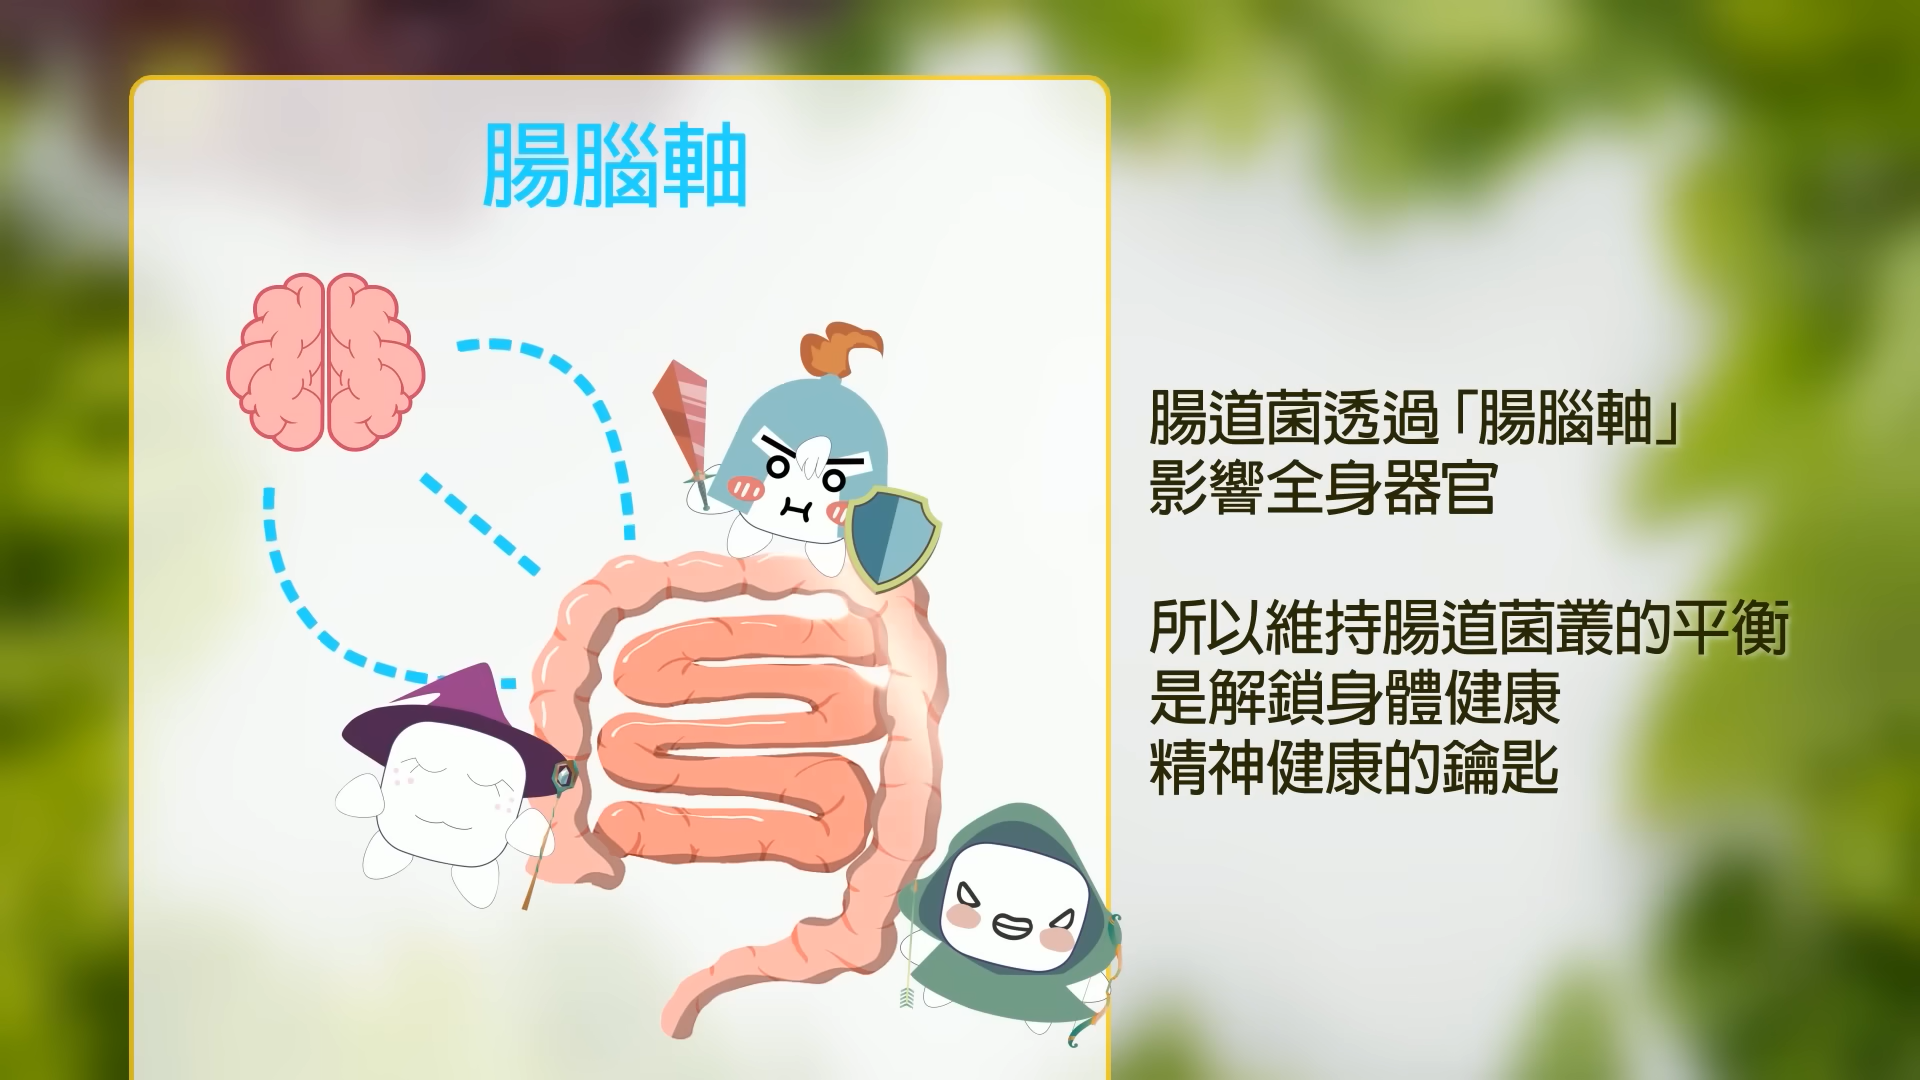 腸腦軸
腸道菌透過「腸腦軸」
影響全身器官
所以維持腸道菌叢的平衡
是解鎖身體健康
精神健康的鑰匙